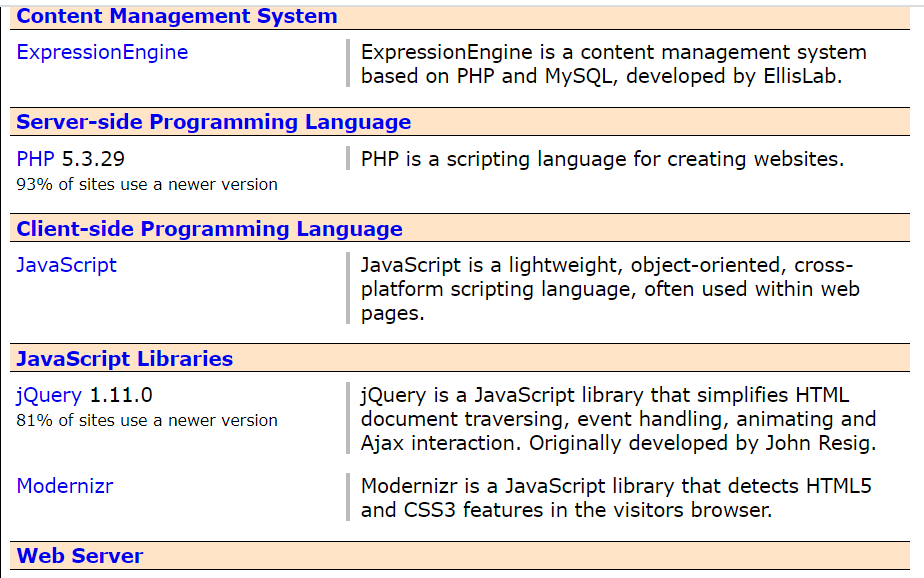 Content Management System
ExpressionEngine
ExpressionEngine is a content management system
based on PHP and MySQL, developed by EllisLab.
Server-side Programming Language
PHP 5.3.29
93% of sites use a newer version
PHP is a scripting language for creating websites.
Client-side Programming Language
JavaScript
JavaScript is a lightweight, object-oriented, cross-
platform scripting language, often used within web
pages.
JavaScript Libraries
jQuery 1.11.0
81% of sites use a newer version
jQuery is a JavaScript library that simplifies HTML
document traversing, event handling, animating and
Ajax interaction. Originally developed by John Resig.
Modernizr
Modernizr is a JavaScript library that detects HTML5
and CSS3 features in the visitors browser.
Web Server